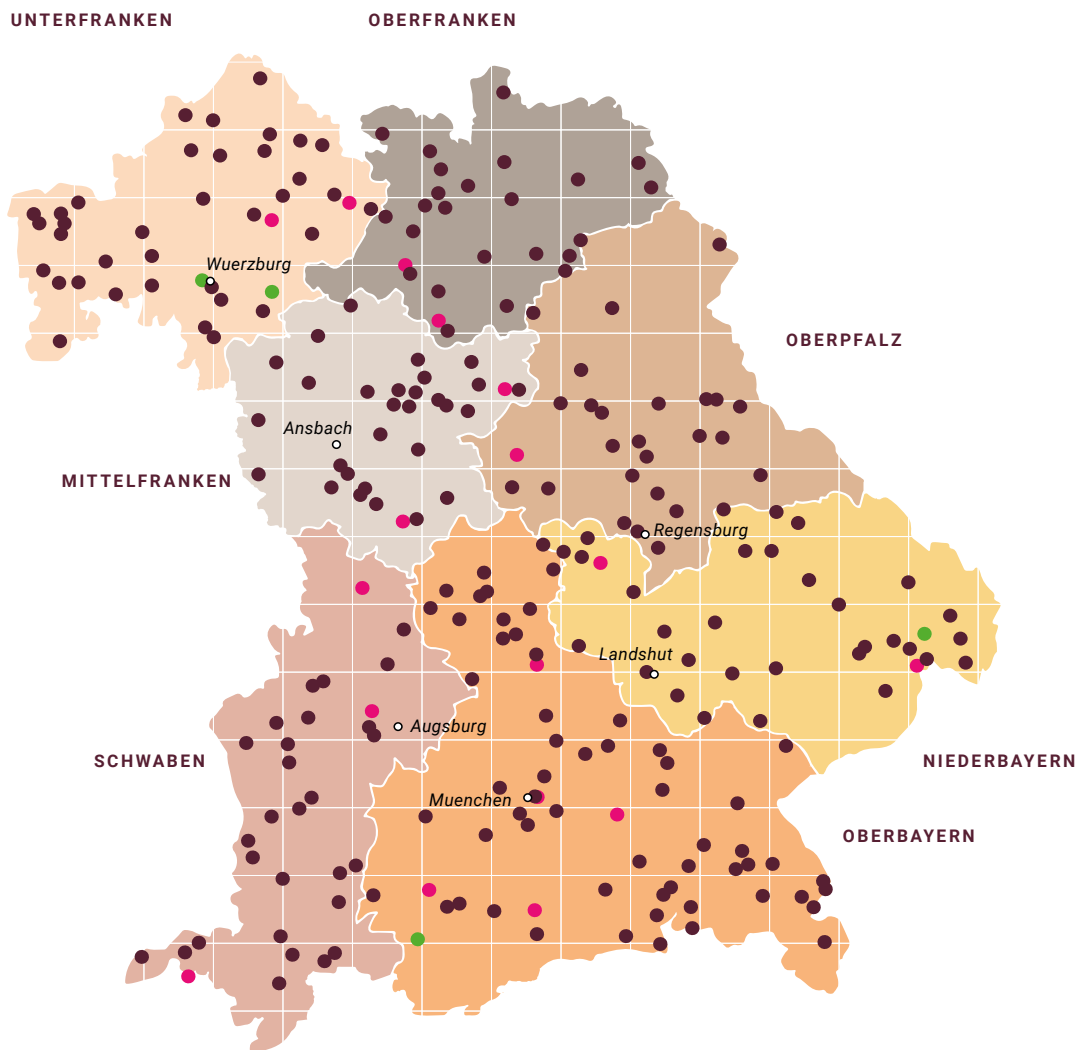 UNTERFRANKEN
OBERFRANKEN
Wuerzburg
OBERPFALZ
Ansbach
MITTELFRANKEN
Regensburg
Landshut
Augsburg
SCHWABEN
NIEDERBAYERN
Muenchen
OBERBAYERN